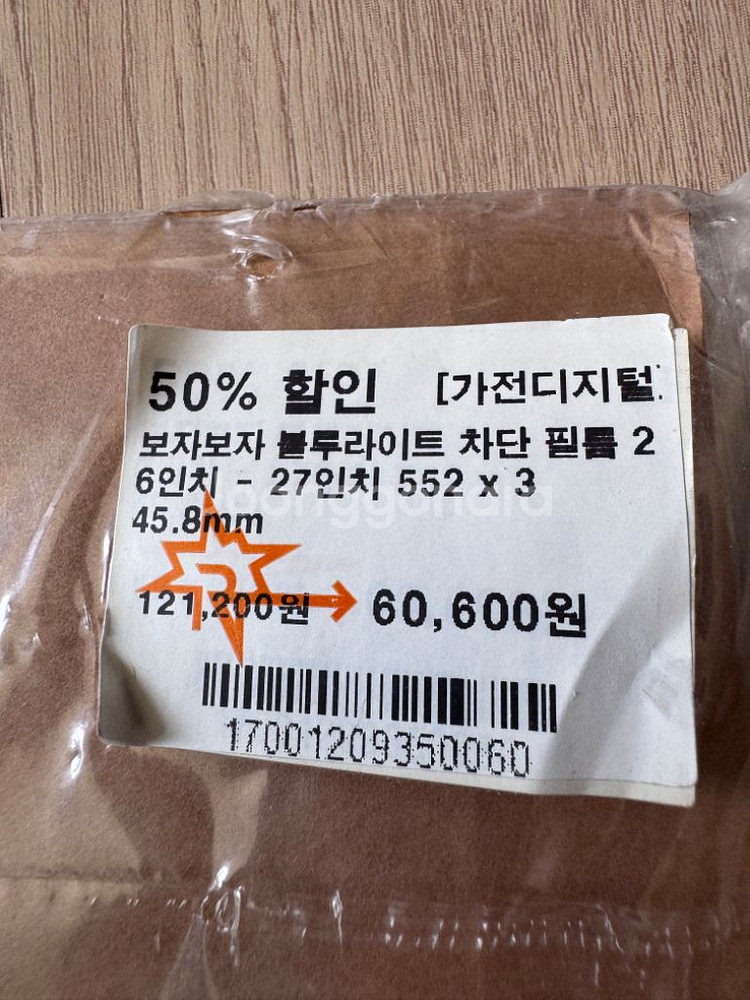 50% 할인 [가전디지털]
보자보자 블루라이트 차단 필름 2
6인치 - 27인치 552 x 3
45.8mm
joonggonara
121,200원 60,600원
17001209350060